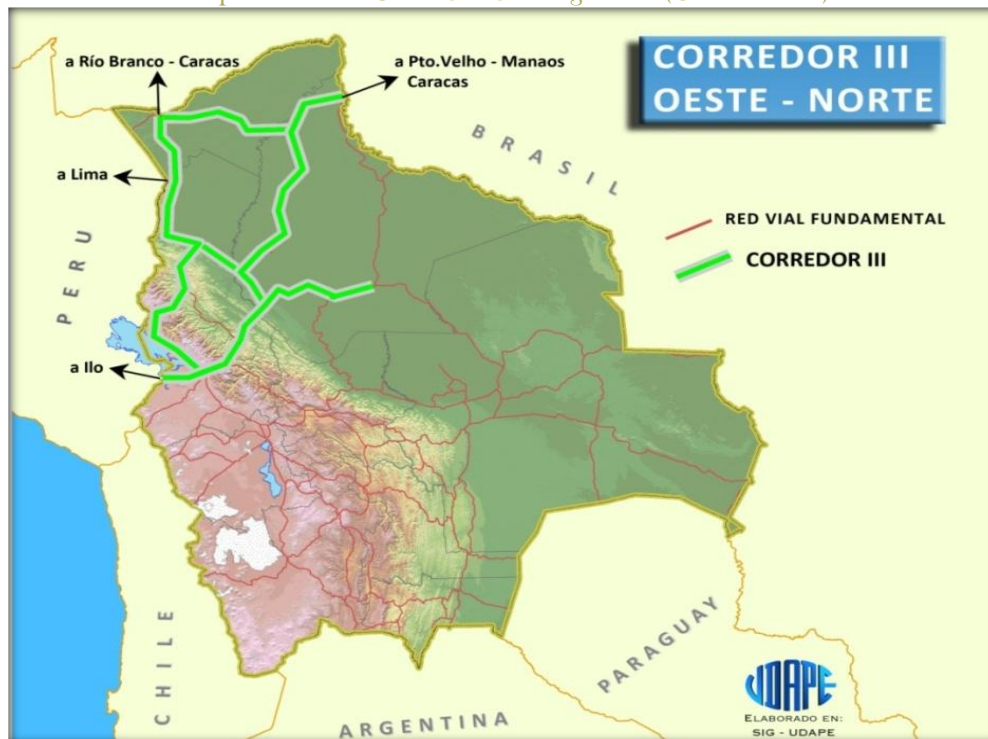 CORREDOR III
OESTE - NORTE
a Río Branco - Caracas
a Pto.Velho - Manaos
Caracas
BRASIL
a Lima
RED VIAL FUNDAMENTAL
CORREDOR III
PERU
a Ilo
CHILE
PARAGUAY
ARGENTINA
UDAPE
ELABORADO EN:
SIG - UDAPE